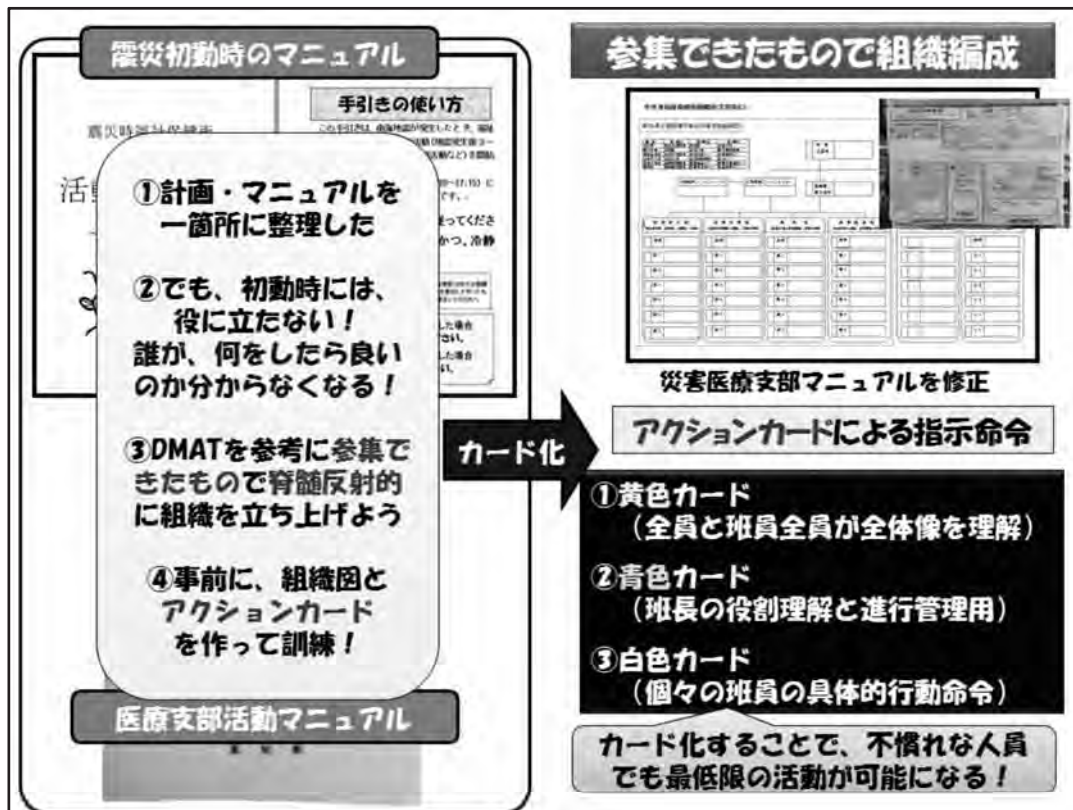 震災初動時のマニュアル
手引きの使い方
①計画・マニュアルを
一箇所に整理した
②でも、初動時には、
役に立たない！
誰が、何をしたら良い
のか分からなくなる！
③DMATを参考に参集で
きたもので脊髄反射的
に組織を立ち上げよう
④事前に、組織図と
アクションカード
を作って訓練！
医療支部活動マニュアル
カード化
参集できたもので組織編成
災害医療支部マニュアルを修正
アクションカードによる指示命令
①黄色カード
（全員と班員全員が全体像を理解）
②青色カード
（班長の役割理解と進行管理用）
③白色カード
（個々の班員の具体的行動命令）
カード化することで、不慣れな人員
でも最低限の活動が可能になる！